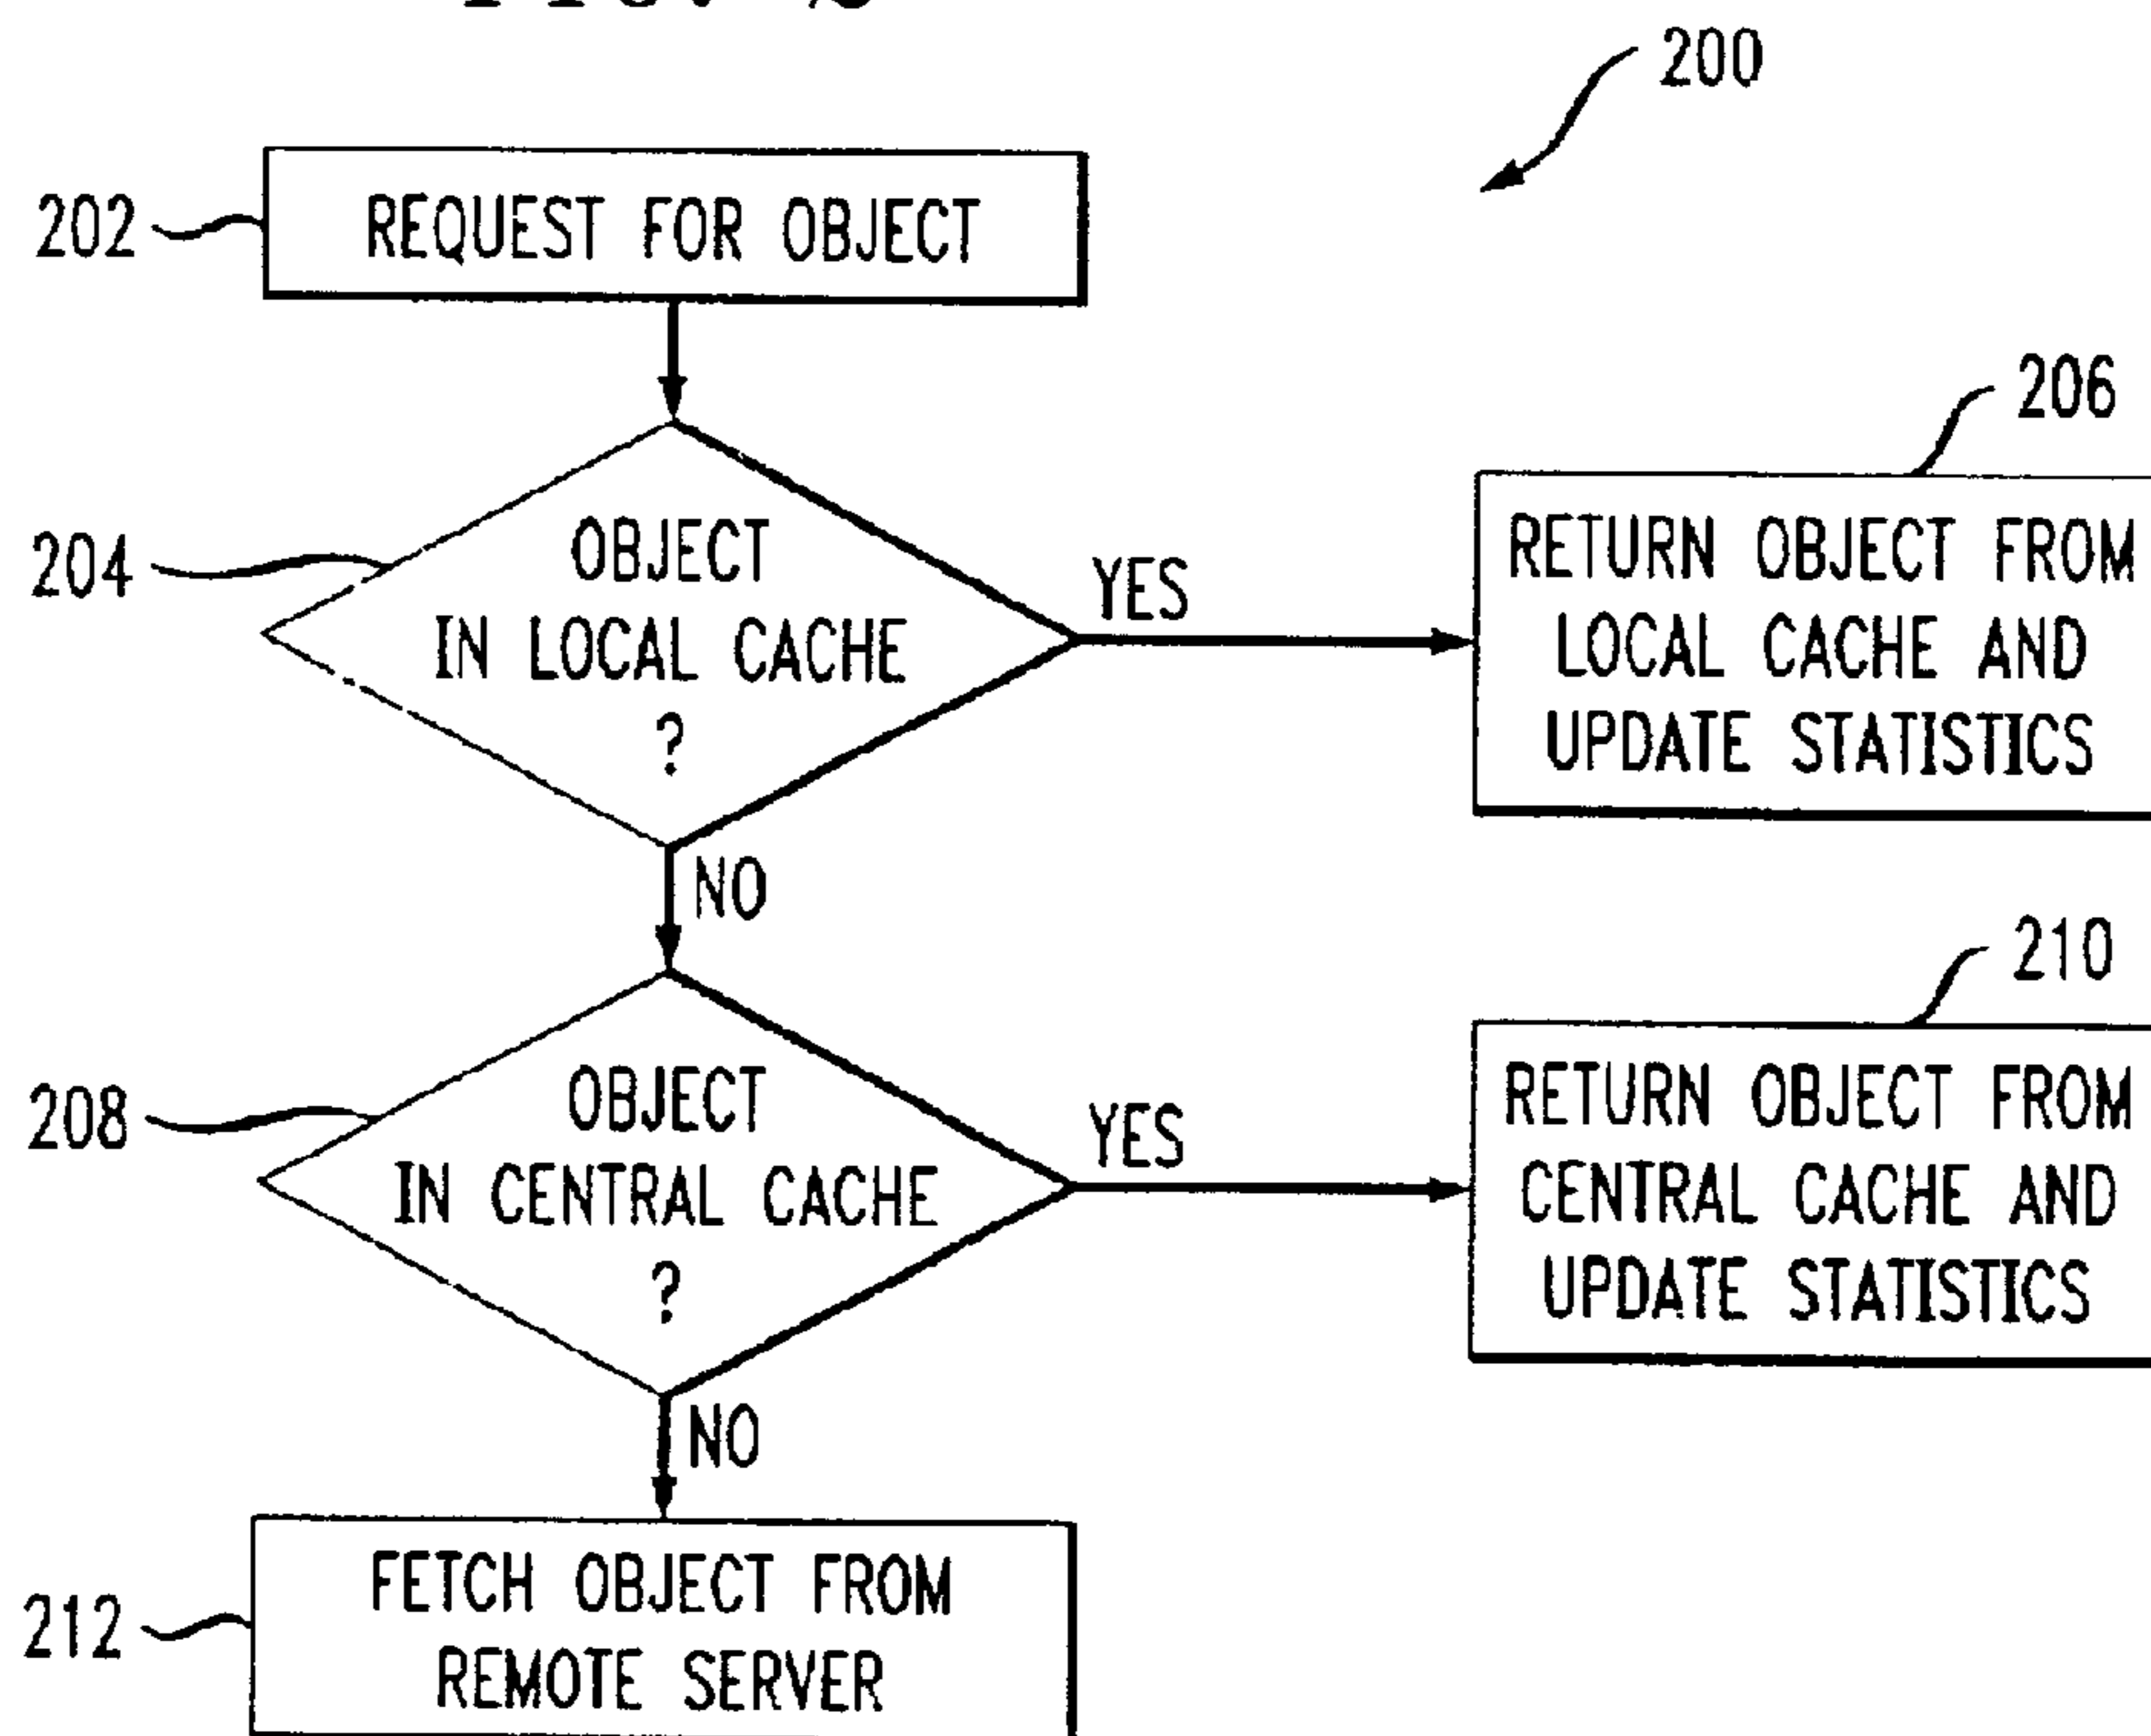 200
202
REQUEST FOR OBJECT
204
OBJECT
IN LOCAL CACHE
?
YES
206
RETURN OBJECT FROM
LOCAL CACHE AND
UPDATE STATISTICS
NO
208
OBJECT
IN CENTRAL CACHE
?
YES
210
RETURN OBJECT FROM
CENTRAL CACHE AND
UPDATE STATISTICS
NO
212
FETCH OBJECT FROM
REMOTE SERVER